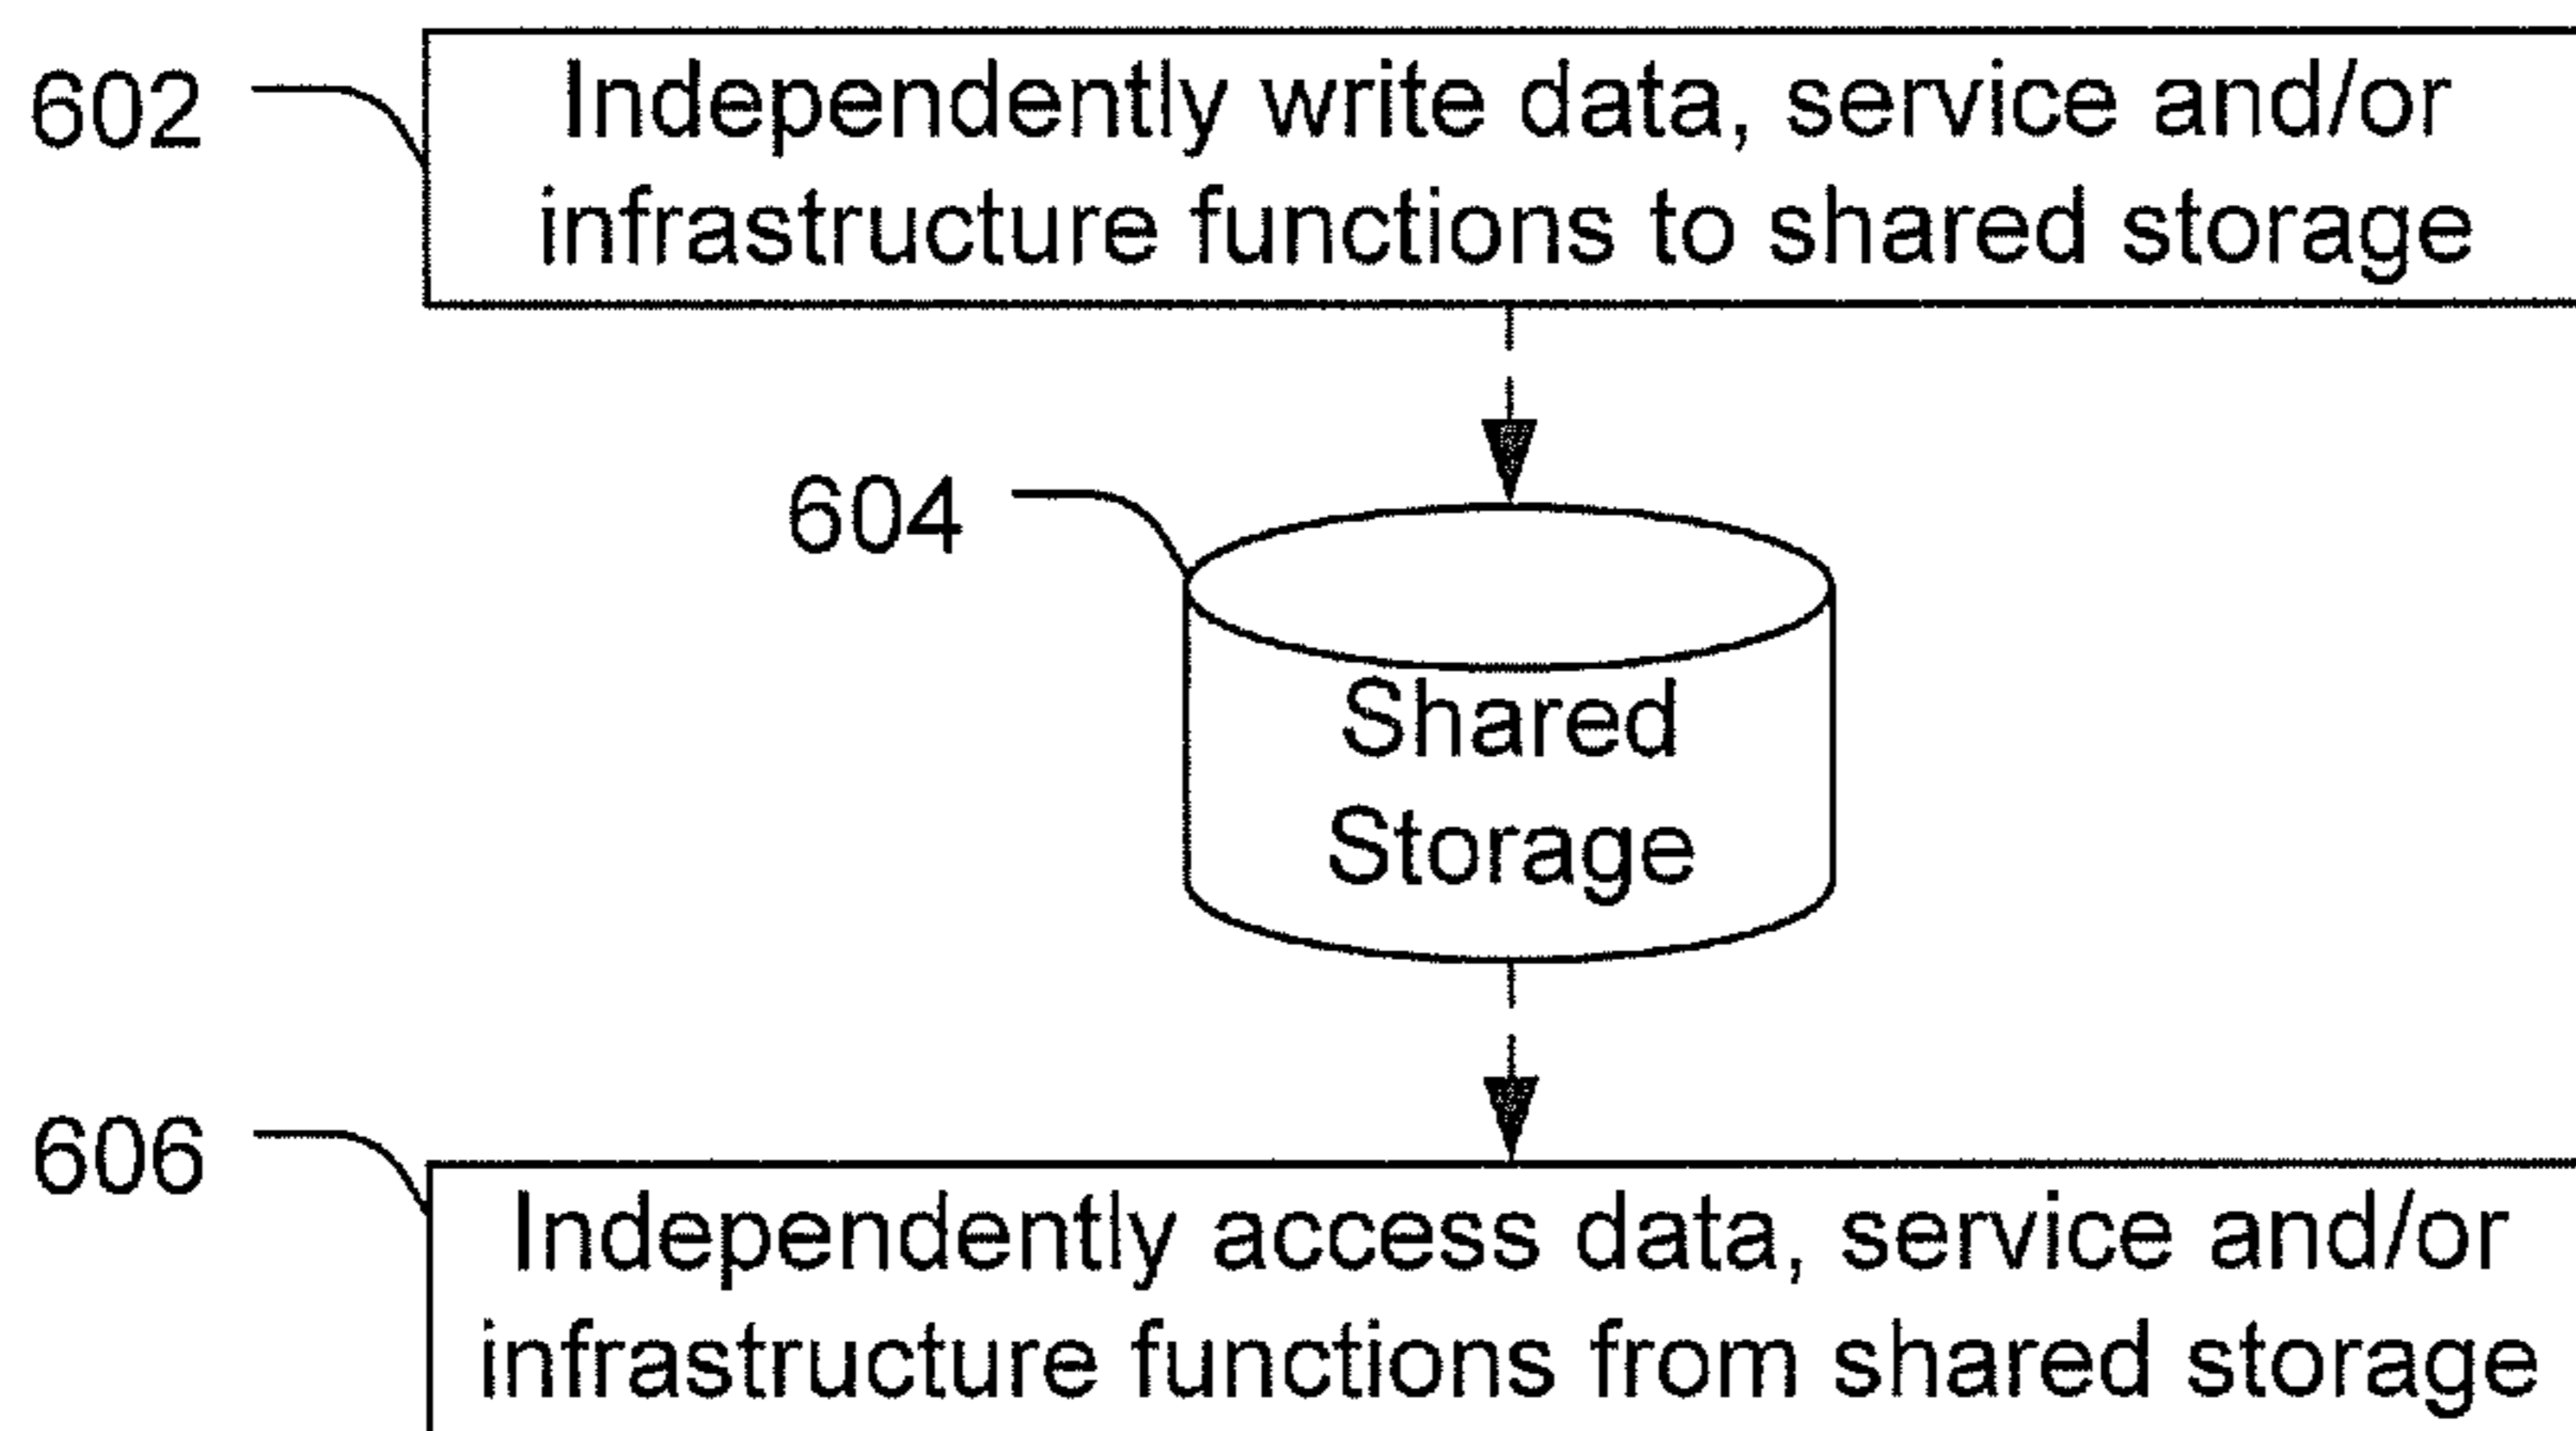 602
Independently write data, service and/or
infrastructure functions to shared storage
604
Shared
Storage
606
Independently access data, service and/or
infrastructure functions from shared storage